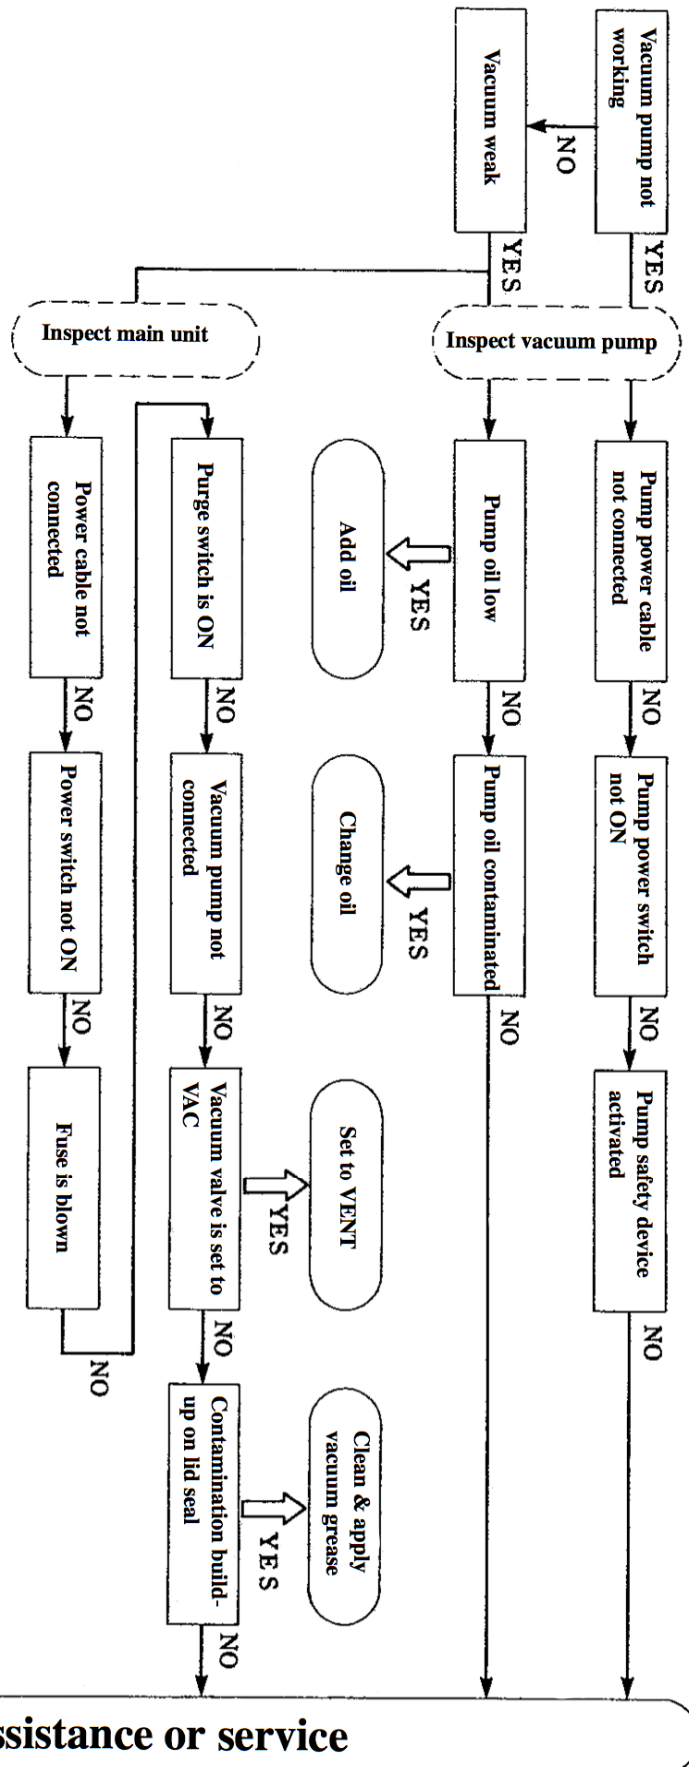 Vacuum pump not
working
YES
NO
Vacuum weak
YES
Inspect vacuum pump
Inspect main unit
Pump power cable
not connected
NO
Pump power switch
not ON
NO
Pump safety device
activated
NO
Pump oil low
YES
Add oil
NO
Pump oil contaminated
YES
Change oil
NO
Power cable not
connected
NO
Power switch not ON
NO
Fuse is blown
NO
Purge switch is ON
NO
Vacuum pump not
connected
NO
Vacuum valve is set to
VAC
YES
Set to VENT
NO
Contamination build-
up on lid seal
YES
Clean & apply
vacuum grease
NO
ssistance or service